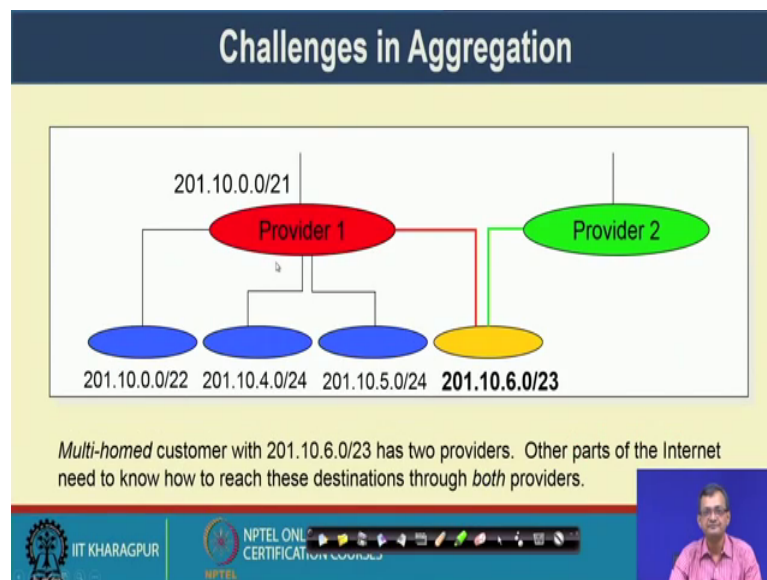 Challenges in Aggregation
201.10.0.0/21
Provider 1
Provider 2
201.10.0.0/22 201.10.4.0/24 201.10.5.0/24 201.10.6.0/23
Multi-homed customer with 201.10.6.0/23 has two providers. Other parts of the Internet
need to know how to reach these destinations through both providers.
IIT KHARAGPUR
NPTEL ONL
CERTIFICATION COURSES
NPTEL